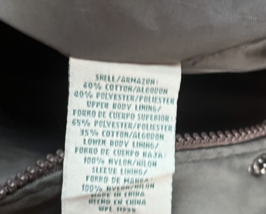 SHELL/ARMAZON:
60% COTTON/ALGODON
40% POLYESTER/POLIESTER
UPPER BODY LINING/
FORRO DE CUERPO SUPERIOR:
65% POLYESTER/POLIESTER
35% COTTON/ALGODON
LOWER BODY LINING/
FORRO DE CUERPO BAJA:
100% NYLON/NILON
SLEEVE LINING/
FORRO DE MANGA:
100% NYLON/NILON
MADE IN CHINA
HECHO EN CHINA